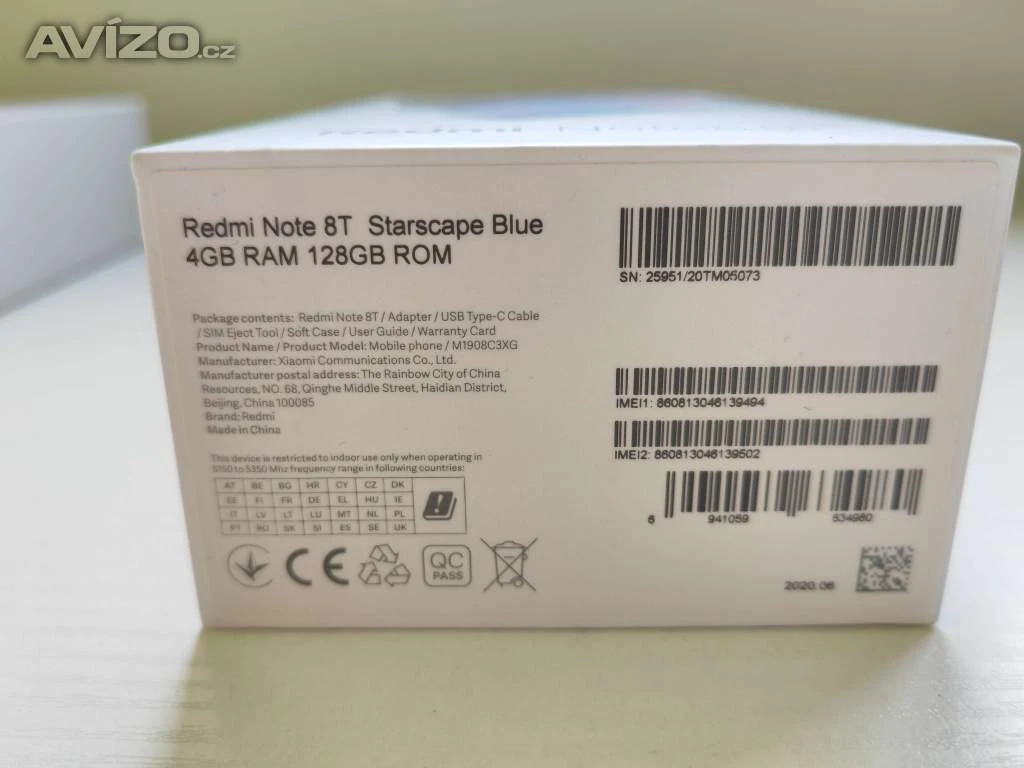 AVÍZO.cz
Redmi Note 8T Starscape Blue
4GB RAM 128GB ROM
SN: 25951/20TM05073
Package contents: Redmi Note 8T / Adapter / USB Type-C Cable
/ SIM Eject Tool / Soft Case / User Guide / Warranty Card
Product Name / Product Model: Mobile phone / M1908C3XG
Manufacturer: Xiaomi Communications Co., Ltd.
Manufacturer postal address: The Rainbow City of China
Resources, NO. 68, Qinghe Middle Street, Haidian District,
Beijing, China 100085
Brand: Redmi
Made in China
IMEI1: 860813046139494
IMEI2: 860813046139502
This device is restricted to indoor use only when operating in
5150 to 5350 Mhz frequency range in following countries:
AT BE BG HR CY CZ DK
EE FI FR DE EL HU IE
IT LV LT LU MT NL PL
PT RO SK SI ES SE UK
6 941059 634980
CE
QC
PASS
2020.06